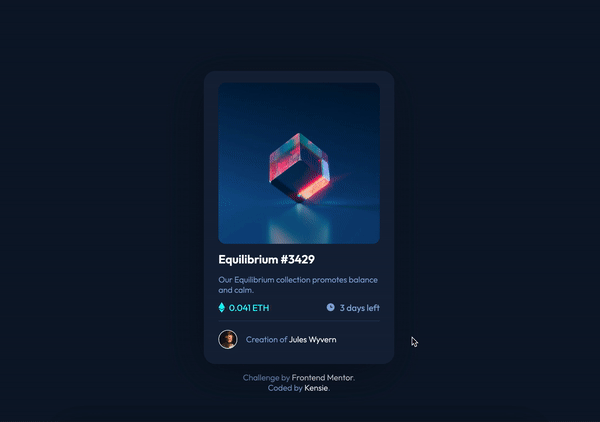 Equilibrium #3429
Our Equilibrium collection promotes balance
and calm.
0.041 ETH
3 days left
Creation of Jules Wyvern
Challenge by Frontend Mentor.
Coded by Kensie.